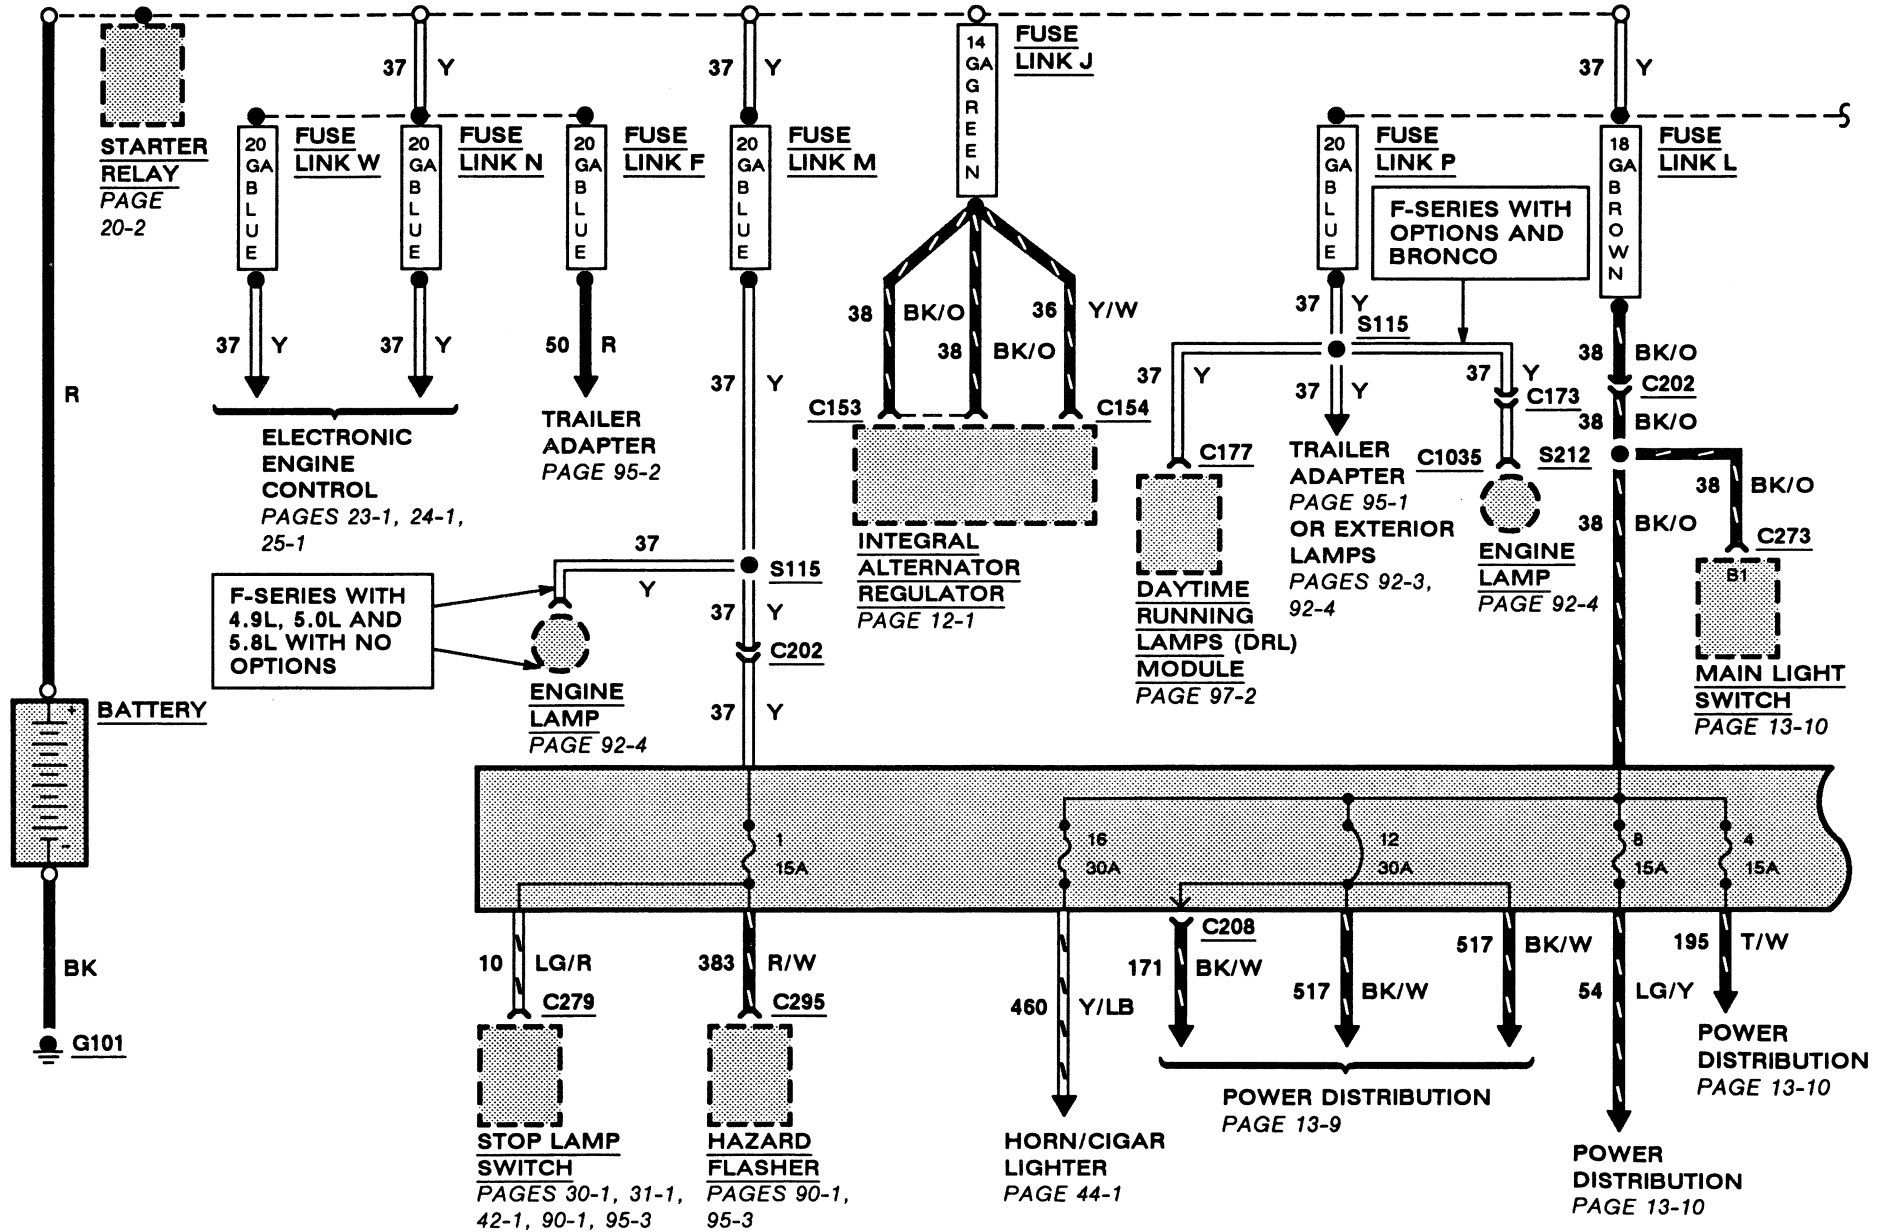 37 Y
37 Y
37 Y
FUSE
LINK J
14
GA
G
R
E
E
N
STARTER
RELAY
PAGE
20-2
20
GA
B
L
U
E
FUSE
LINK W
20
GA
B
L
U
E
FUSE
LINK N
20
GA
B
L
U
E
FUSE
LINK F
20
GA
B
L
U
E
FUSE
LINK M
20
GA
B
L
U
E
FUSE
LINK P
18
GA
B
R
O
W
N
FUSE
LINK L
F-SERIES WITH
OPTIONS AND
BRONCO
37 Y
37 Y
50 R
37 Y
38 BK/O
38 BK/O
36 Y/W
37 Y
S115
37 Y
37 Y
37 Y
38 BK/O
C202
38 BK/O
R
C153
C154
C173
C177
C1035
S212
ELECTRONIC
ENGINE
CONTROL
PAGES 23-1, 24-1,
25-1
TRAILER
ADAPTER
PAGE 95-2
TRAILER
ADAPTER
PAGE 95-1
OR EXTERIOR
LAMPS
PAGES 92-3,
92-4
38 BK/O
38 BK/O
C273
B1
INTEGRAL
ALTERNATOR
REGULATOR
PAGE 12-1
ENGINE
LAMP
PAGE 92-4
DAYTIME
RUNNING
LAMPS (DRL)
MODULE
PAGE 97-2
MAIN LIGHT
SWITCH
PAGE 13-10
37
Y
S115
37 Y
C202
37 Y
F-SERIES WITH
4.9L, 5.0L AND
5.8L WITH NO
OPTIONS
ENGINE
LAMP
PAGE 92-4
BATTERY
+
-
1
15A
16
30A
12
30A
8
15A
4
15A
BK
G101
10 LG/R
C279
383 R/W
C295
460 Y/LB
C208
171 BK/W
517 BK/W
517 BK/W
54 LG/Y
195 T/W
STOP LAMP
SWITCH
PAGES 30-1, 31-1,
42-1, 90-1, 95-3
HAZARD
FLASHER
PAGES 90-1,
95-3
HORN/CIGAR
LIGHTER
PAGE 44-1
POWER DISTRIBUTION
PAGE 13-9
POWER
DISTRIBUTION
PAGE 13-10
POWER
DISTRIBUTION
PAGE 13-10